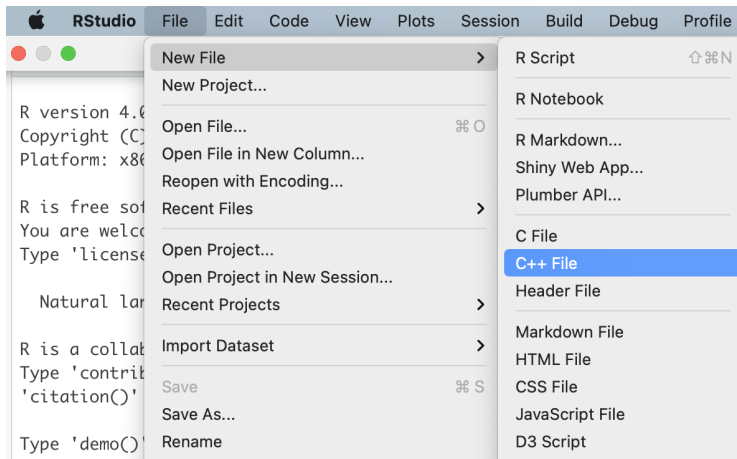 RStudio File Edit Code View Plots Session Build Debug Profile
New File
New Project...
Open File... ⌘ O
Open File in New Column...
Reopen with Encoding...
Recent Files
Open Project...
Open Project in New Session...
Recent Projects
Import Dataset
Save ⌘ S
Save As...
Rename
R Script ⇧⌘N
R Notebook
R Markdown...
Shiny Web App...
Plumber API...
C File
C++ File
Header File
Markdown File
HTML File
CSS File
JavaScript File
D3 Script
R version 4.0
Copyright (C)
Platform: x86
R is free sof
You are welco
Type 'license
Natural lan
R is a collab
Type 'contrib
'citation()'
Type 'demo()'